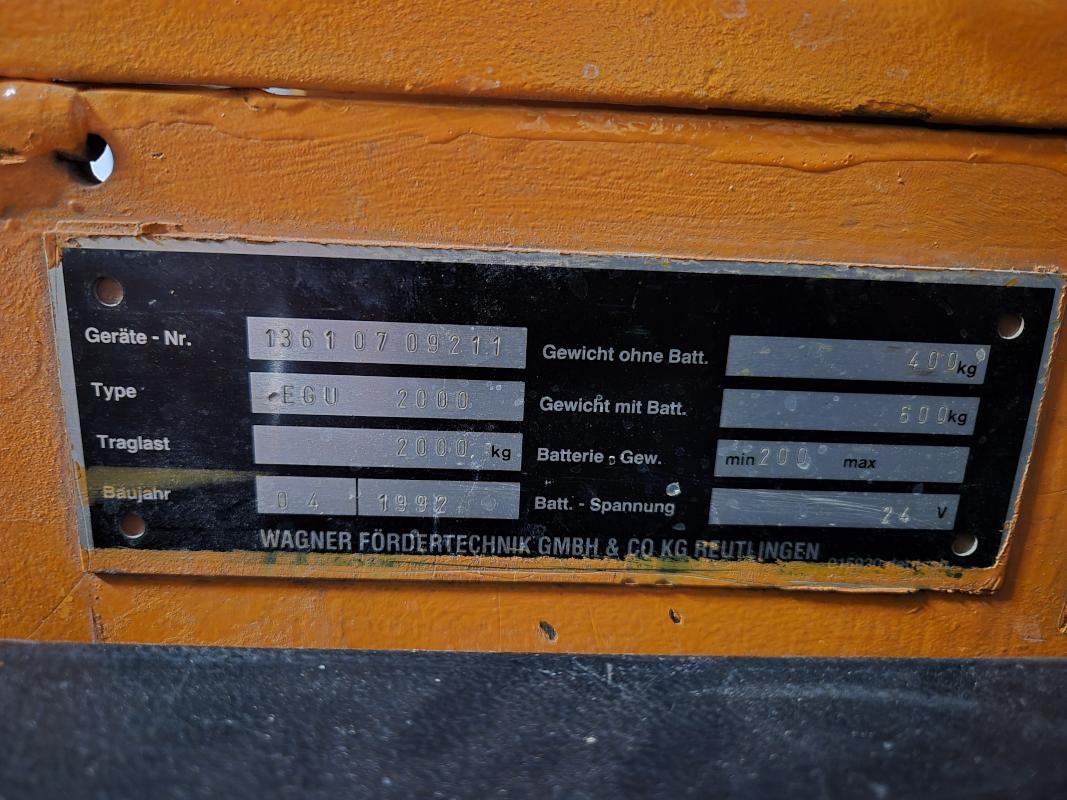 Geräte - Nr. 1361 07 09211
Type EGU 2000
Traglast 2000 kg
Baujahr 04 1992
Gewicht ohne Batt. 400 kg
Gewicht mit Batt. 600 kg
Batterie - Gew. min 200 max
Batt. - Spannung 24 V
WAGNER FÖRDERTECHNIK GMBH & CO KG REUTLINGEN